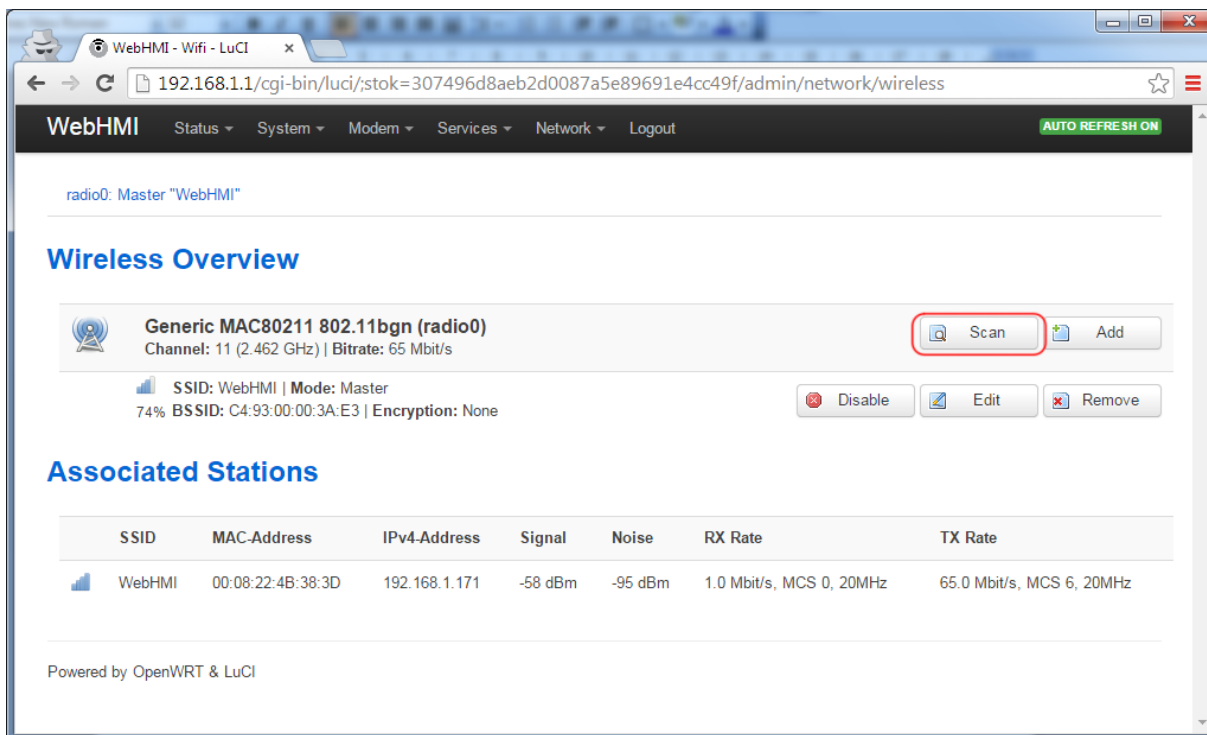 WebHMI - Wifi - LuCI
192.168.1.1/cgi-bin/luci/;stok=307496d8aeb2d0087a5e89691e4cc49f/admin/network/wireless
WebHMI Status System Modem Services Network Logout AUTO REFRESH ON
radio0: Master "WebHMI"
Wireless Overview
Generic MAC80211 802.11bgn (radio0)
Channel: 11 (2.462 GHz) | Bitrate: 65 Mbit/s
Scan Add
SSID: WebHMI | Mode: Master
74% BSSID: C4:93:00:00:3A:E3 | Encryption: None
Disable Edit Remove
Associated Stations
SSID MAC-Address IPv4-Address Signal Noise RX Rate TX Rate
WebHMI 00:08:22:4B:38:3D 192.168.1.171 -58 dBm -95 dBm 1.0 Mbit/s, MCS 0, 20MHz 65.0 Mbit/s, MCS 6, 20MHz
Powered by OpenWRT & LuCI